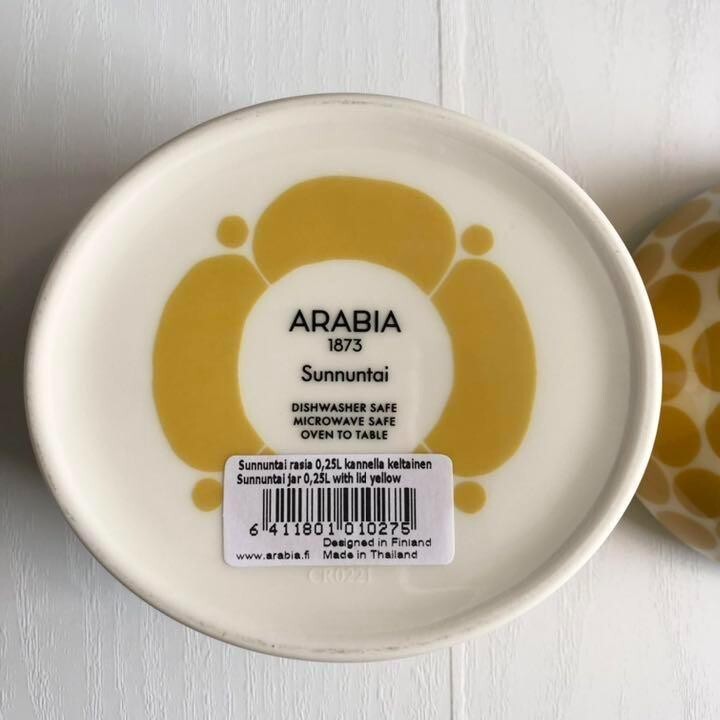 ARABIA
1873
Sunnuntai
DISHWASHER SAFE
MICROWAVE SAFE
OVEN TO TABLE
Sunnuntai rasia 0,25L kannella keltainen
Sunnuntai jar 0,25L with lid yellow
6 411801 010275
Designed in Finland
www.arabia.fi Made in Thailand
CR0221